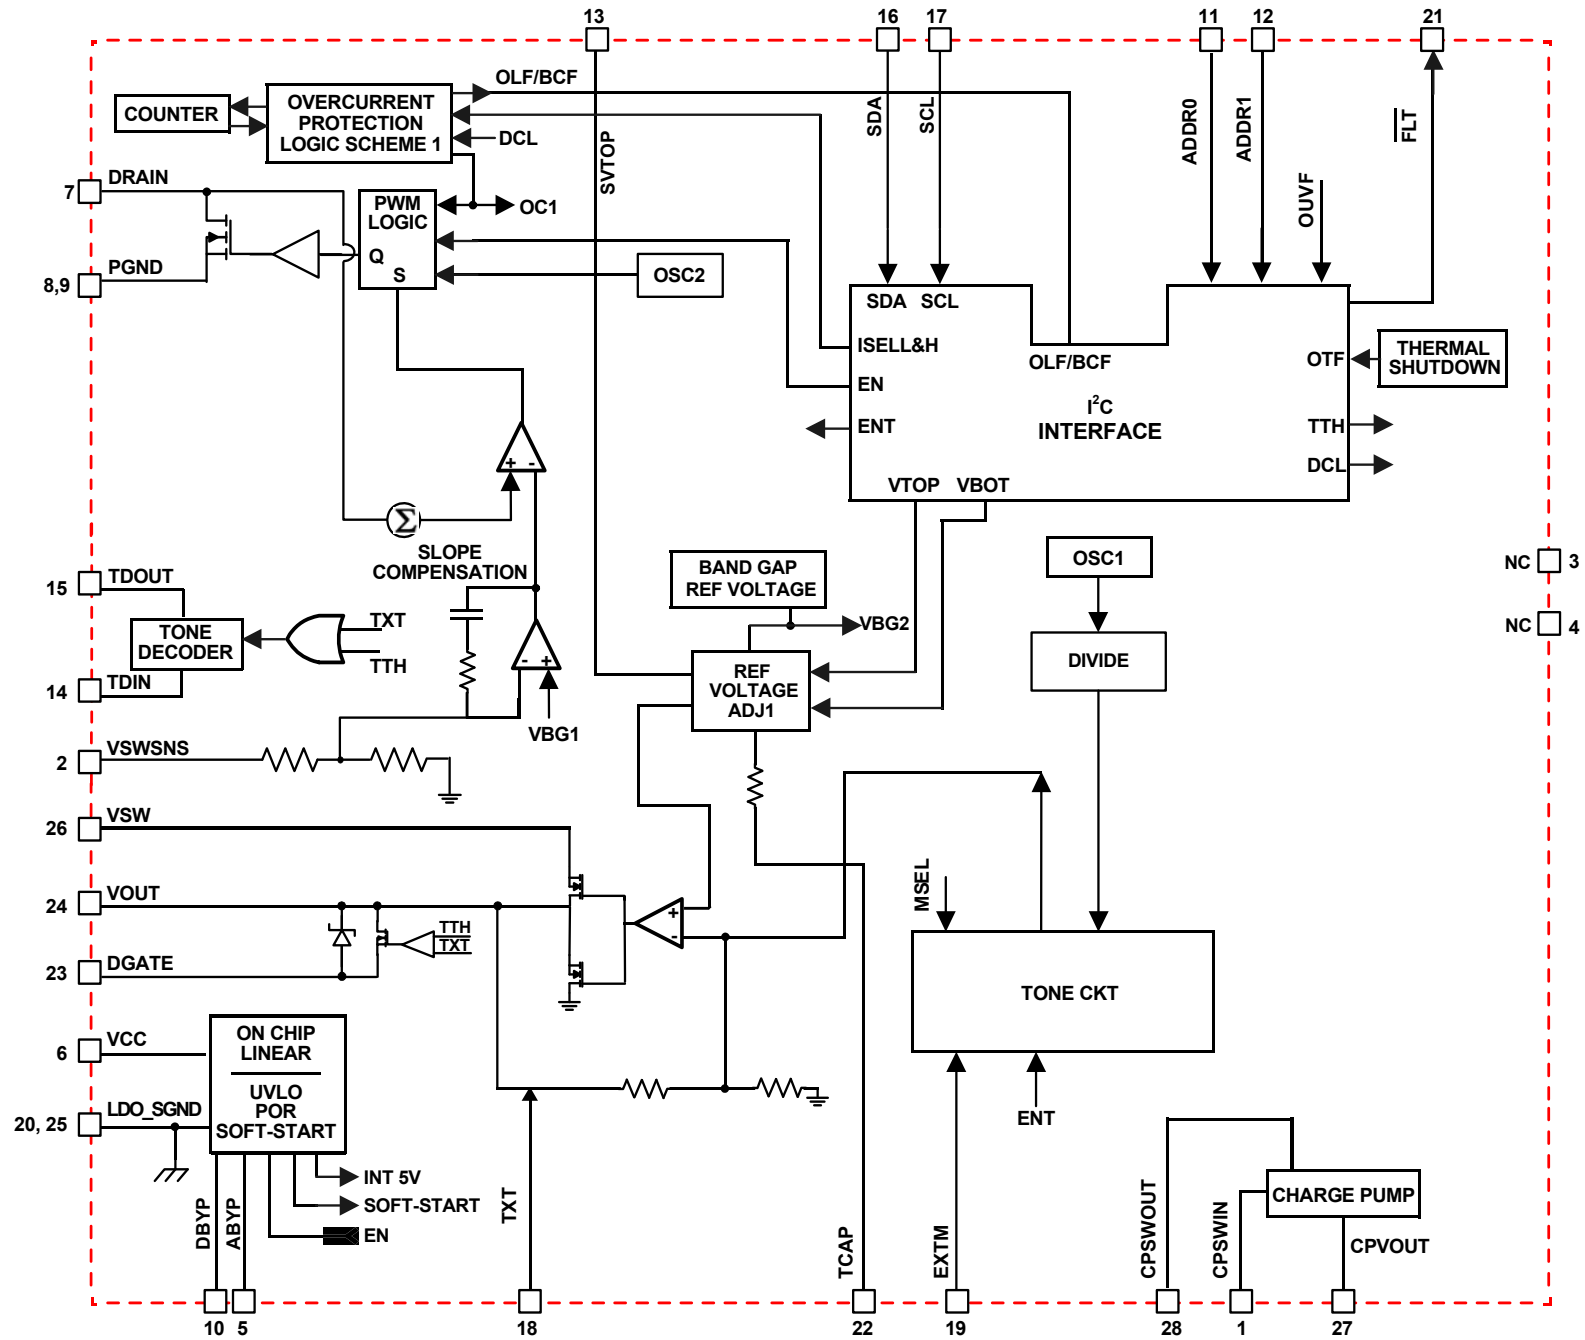 13
16
17
11
12
21
OLF/BCF
COUNTER
OVERCURRENT
PROTECTION
LOGIC SCHEME 1
DCL
SVTOP
SDA
SCL
ADDR0
ADDR1
FLT
OUVF
7
DRAIN
PWM
LOGIC
Q
S
OC1
8,9
PGND
OSC2
SDA
SCL
ISELL&H
EN
ENT
OLF/BCF
I²C
INTERFACE
OTF
TTH
DCL
THERMAL
SHUTDOWN
VTOP
VBOT
+
-
Σ
SLOPE
COMPENSATION
BAND GAP
REF VOLTAGE
OSC1
NC
3
NC
4
15
TDOUT
TONE
DECODER
TXT
TTH
14
TDIN
-
+
VBG1
VBG2
REF
VOLTAGE
ADJ1
DIVIDE
2
VSWSNS
26
VSW
24
VOUT
TTH
TXT
23
DGATE
+
-
MSEL
TONE CKT
6
VCC
ON CHIP
LINEAR
UVLO
POR
SOFT-START
20, 25
LDO_SGND
ENT
INT 5V
SOFT-START
EN
DBYP
ABYP
TXT
TCAP
EXTM
CPSWOUT
CPSWIN
CHARGE PUMP
CPVOUT
10
5
18
22
19
28
1
27